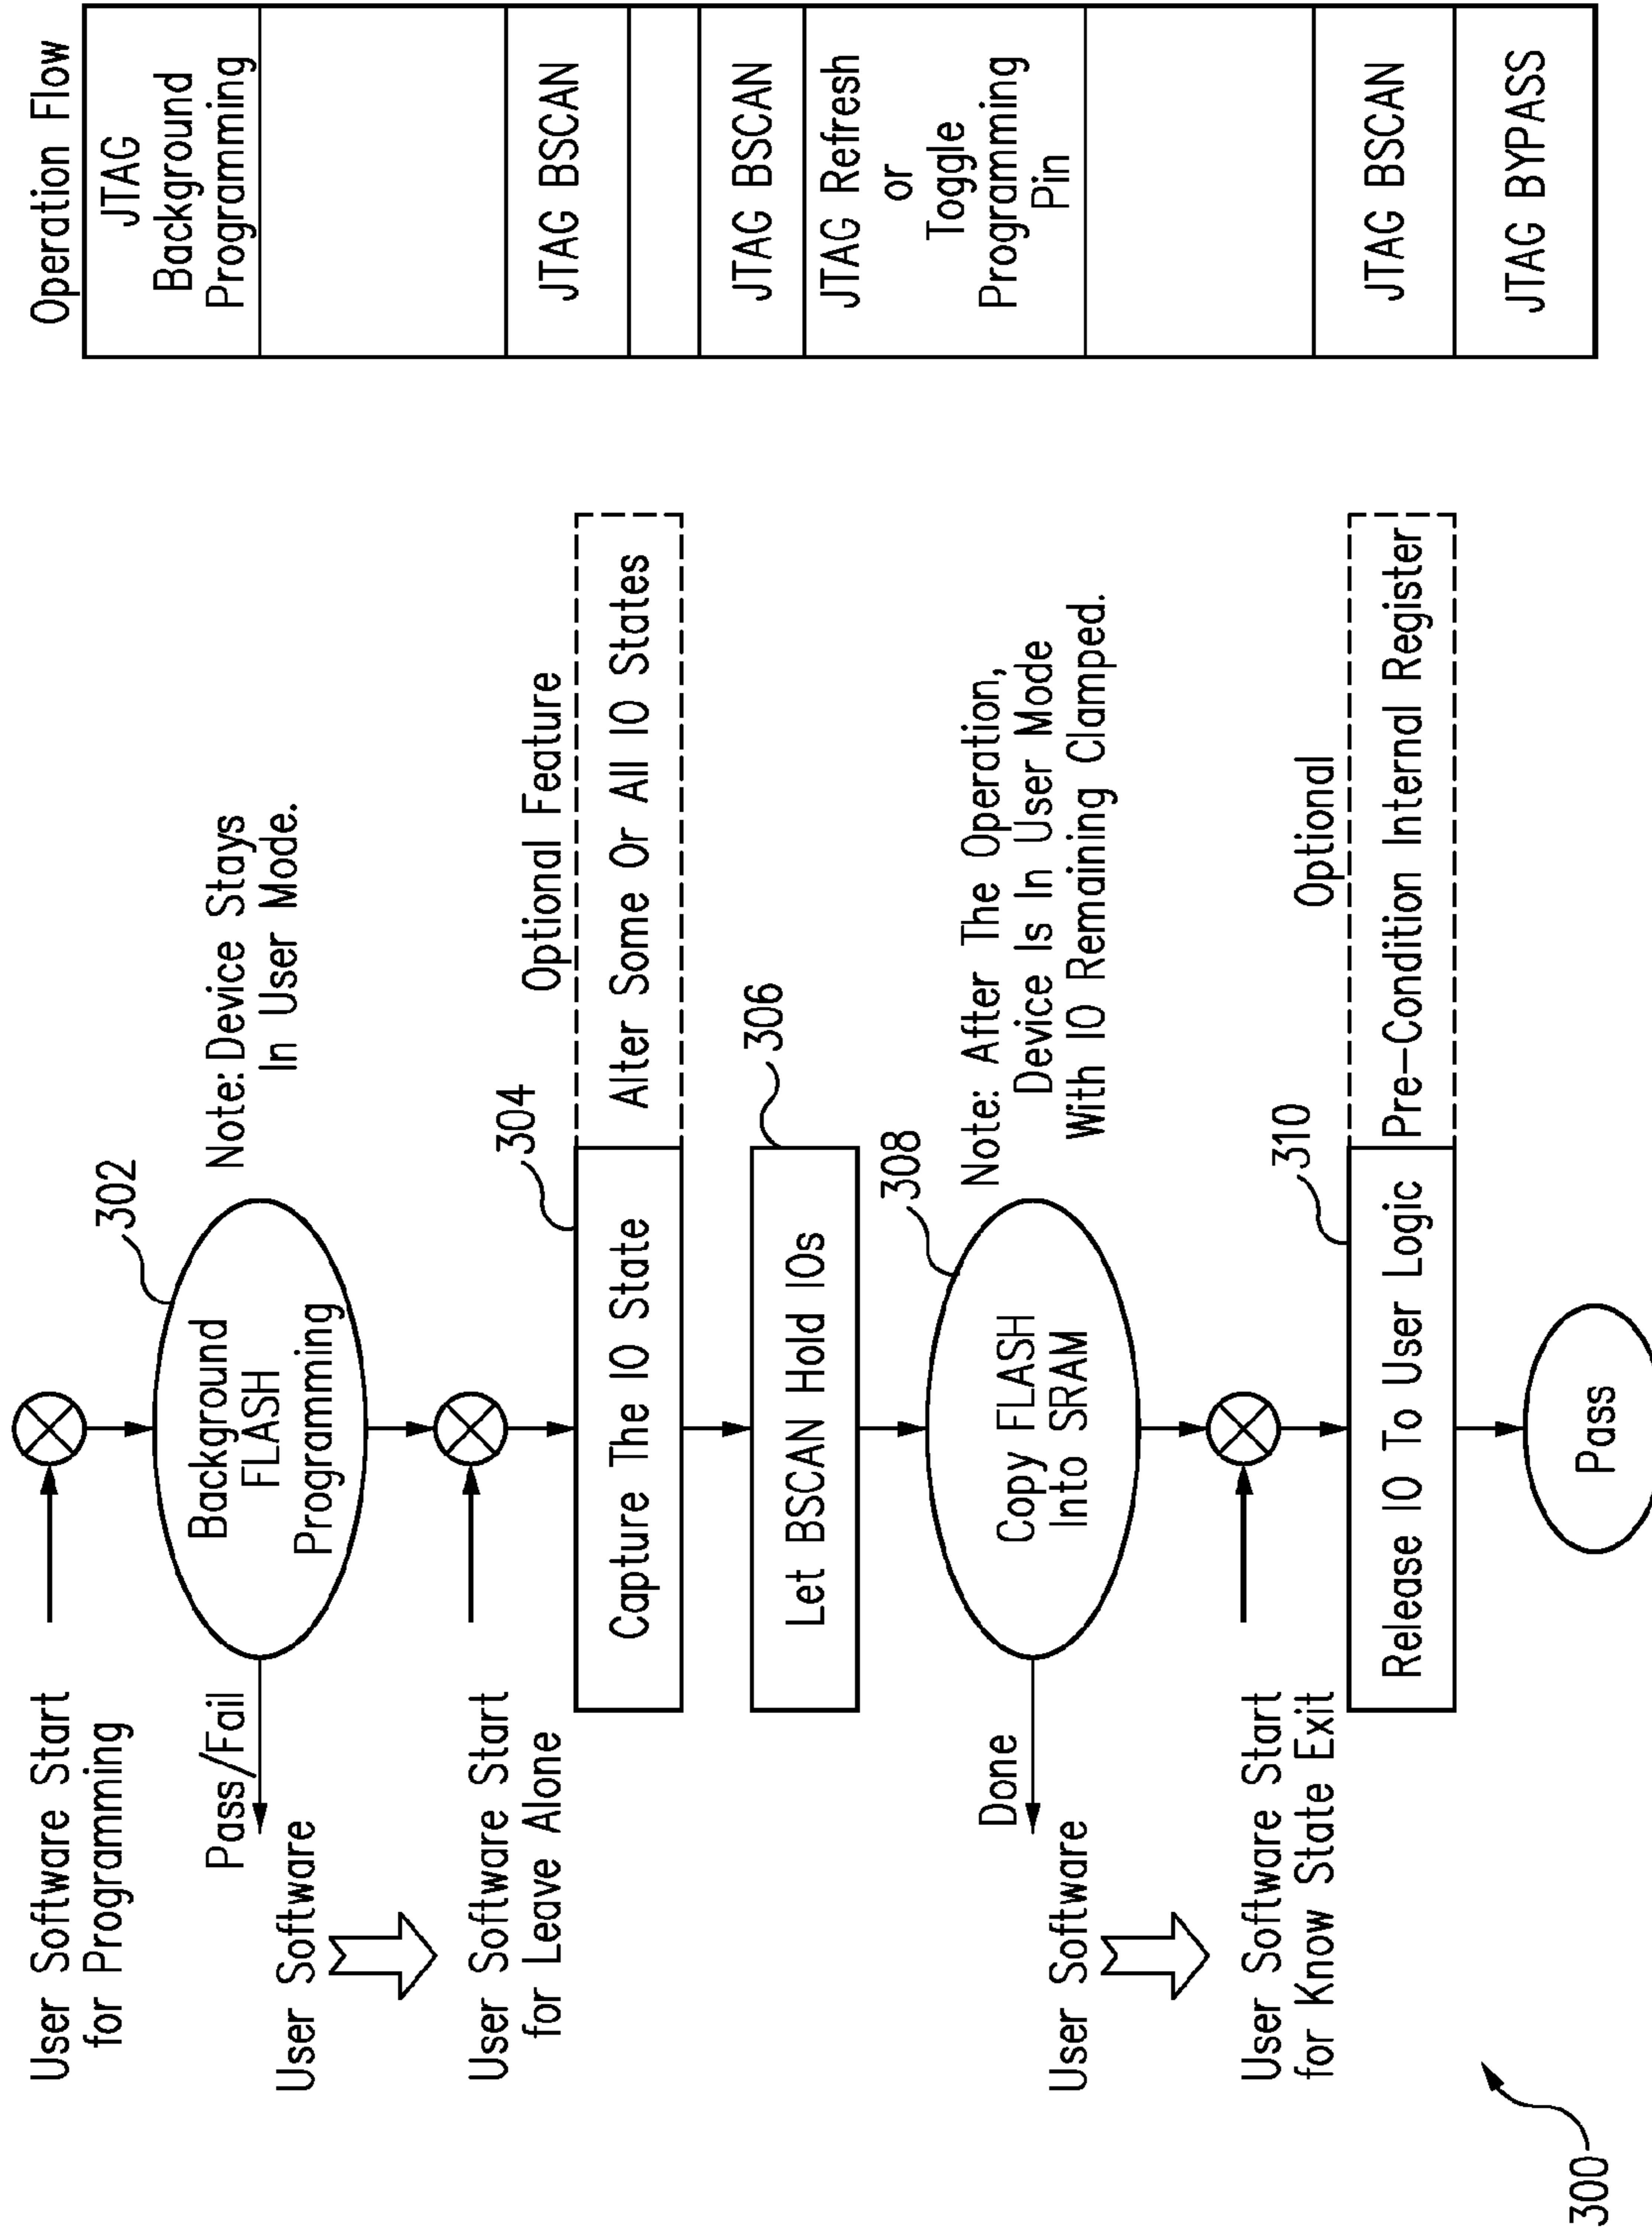 User Software Start
for Programming
302
Background
FLASH
Programming
Note: Device Stays
In User Mode.
Pass/Fail
User Software
User Software Start
for Leave Alone
304
Optional Feature
Capture The IO State
Alter Some Or All IO States
306
Let BSCAN Hold IOs
308
Copy FLASH
Into SRAM
Note: After The Operation,
Device Is In User Mode
With IO Remaining Clamped.
Done
User Software
User Software Start
for Know State Exit
310
Optional
Release IO To User Logic
Pre-Condition Internal Register
Pass
300
Operation Flow
JTAG
Background
Programming
JTAG BSCAN
JTAG BSCAN
JTAG Refresh
or
Toggle
Programming
Pin
JTAG BSCAN
JTAG BYPASS